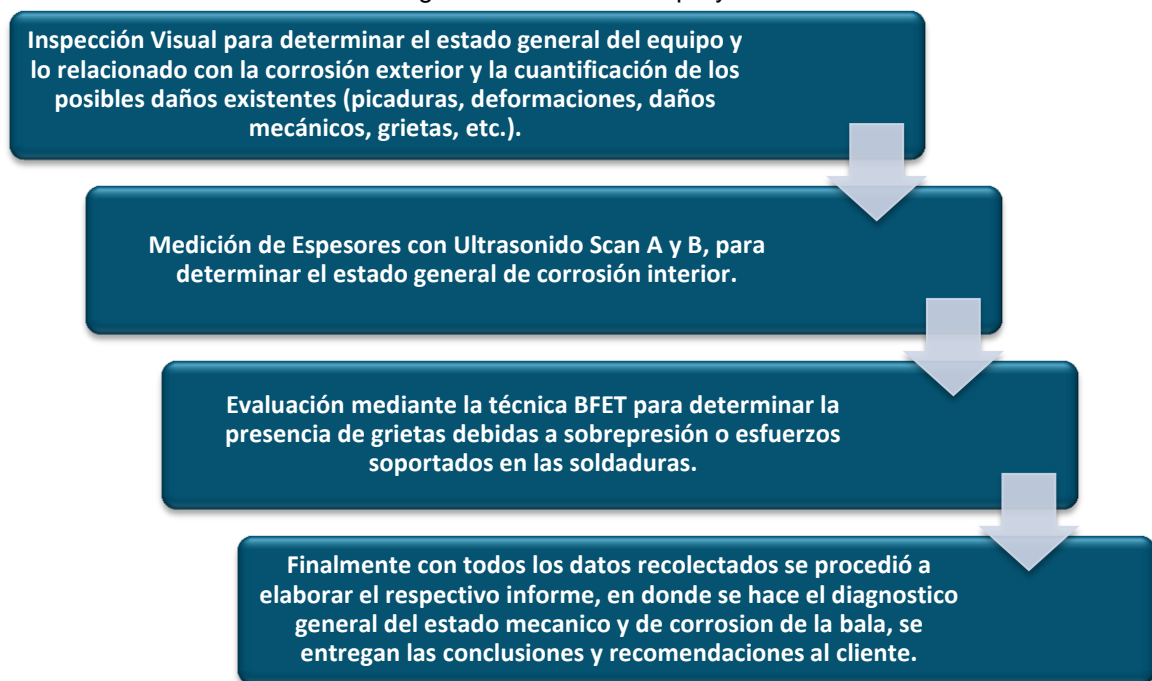 Inspección Visual para determinar el estado general del equipo y
lo relacionado con la corrosión exterior y la cuantificación de los
posibles daños existentes (picaduras, deformaciones, daños
mecánicos, grietas, etc.).
Medición de Espesores con Ultrasonido Scan A y B, para
determinar el estado general de corrosión interior.
Evaluación mediante la técnica BFET para determinar la
presencia de grietas debidas a sobrepresión o esfuerzos
soportados en las soldaduras.
Finalmente con todos los datos recolectados se procedió a
elaborar el respectivo informe, en donde se hace el diagnostico
general del estado mecanico y de corrosion de la bala, se
entregan las conclusiones y recomendaciones al cliente.